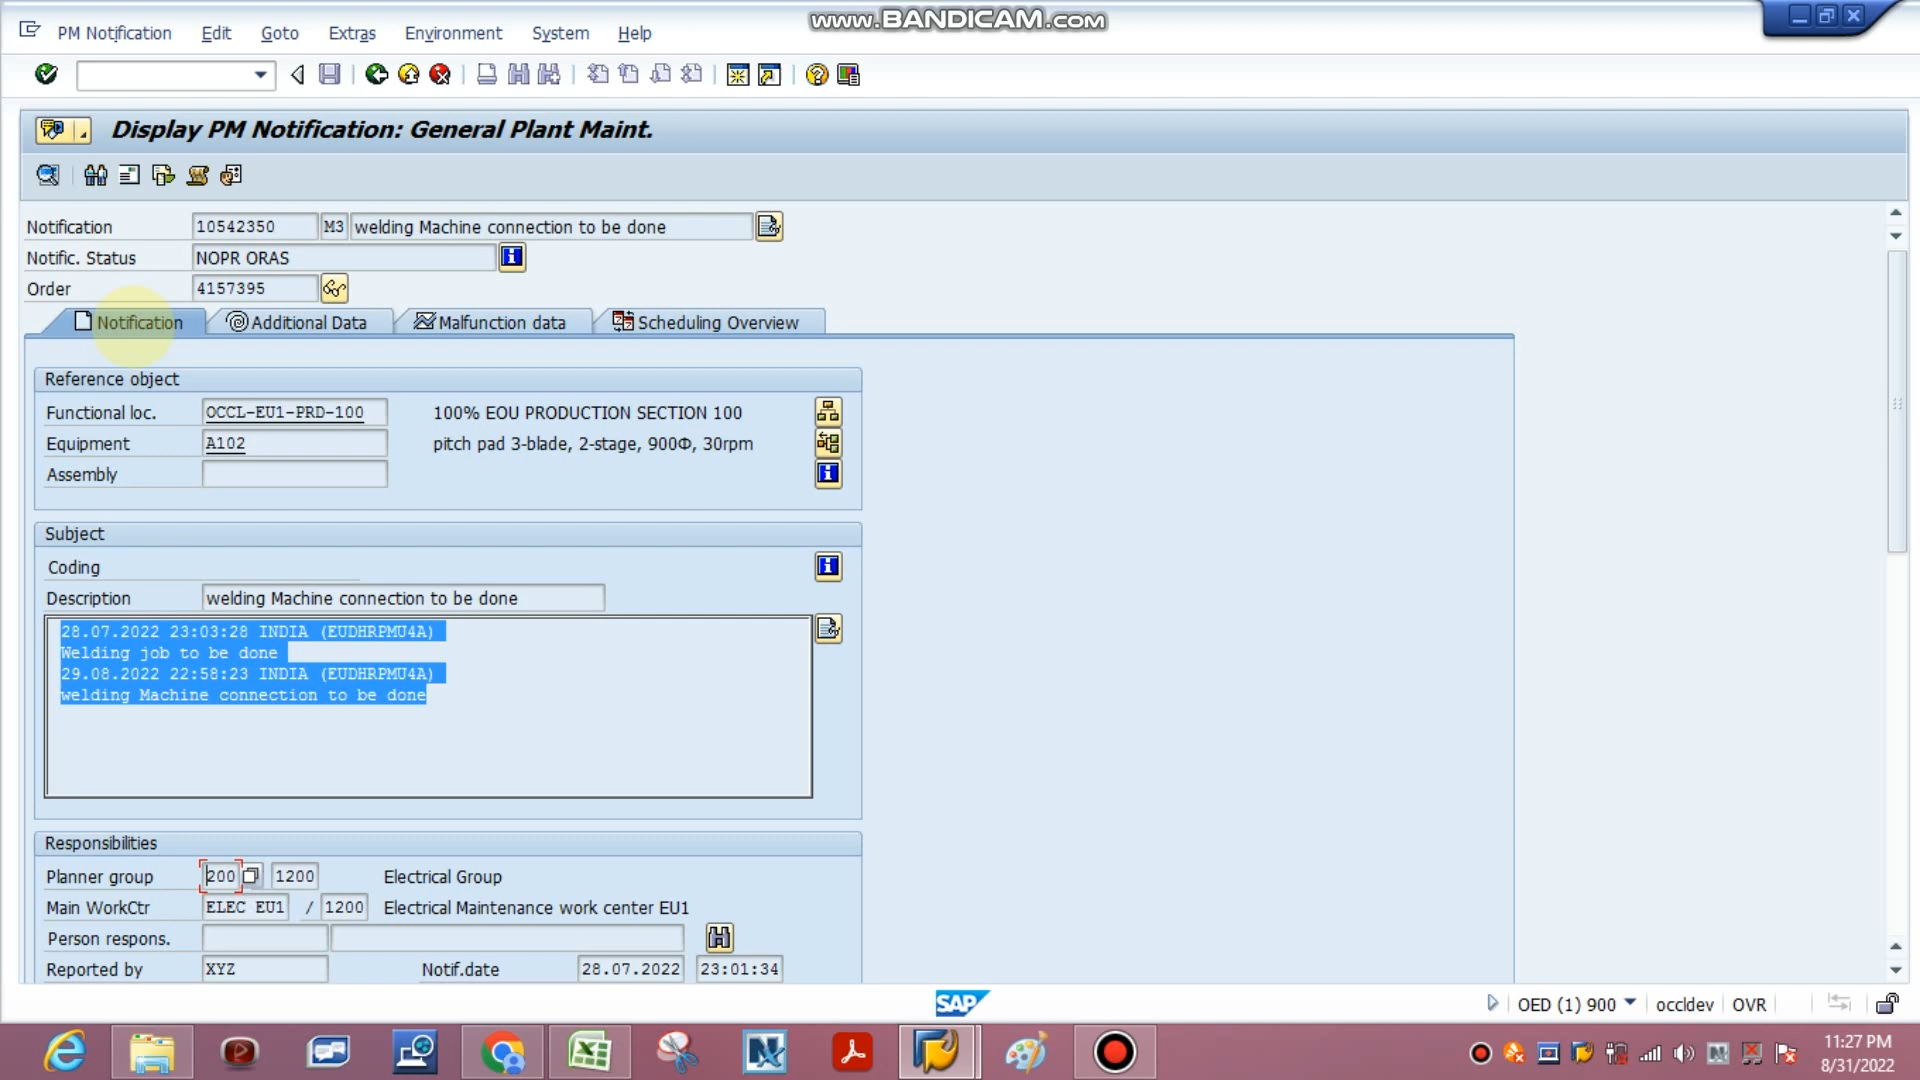 www.BANDICAM.com
PM Notification Edit Goto Extras Environment System Help
Display PM Notification: General Plant Maint.
Notification 10542350 M3 welding Machine connection to be done
Notific. Status NOPR ORAS
Order 4157395
Notification Additional Data Malfunction data Scheduling Overview
Reference object
Functional loc. OCCL-EU1-PRD-100 100% EOU PRODUCTION SECTION 100
Equipment A102 pitch pad 3-blade, 2-stage, 900Φ, 30rpm
Assembly
Subject
Coding
Description welding Machine connection to be done
28.07.2022 23:03:28 INDIA (EUDHRPMU4A)
Welding job to be done
29.08.2022 22:58:23 INDIA (EUDHRPMU4A)
welding Machine connection to be done
Responsibilities
Planner group 200 1200 Electrical Group
Main WorkCtr ELEC EU1 / 1200 Electrical Maintenance work center EU1
Person respons.
Reported by XYZ Notif.date 28.07.2022 23:01:34
SAP OED (1) 900 occldev OVR
11:27 PM
8/31/2022